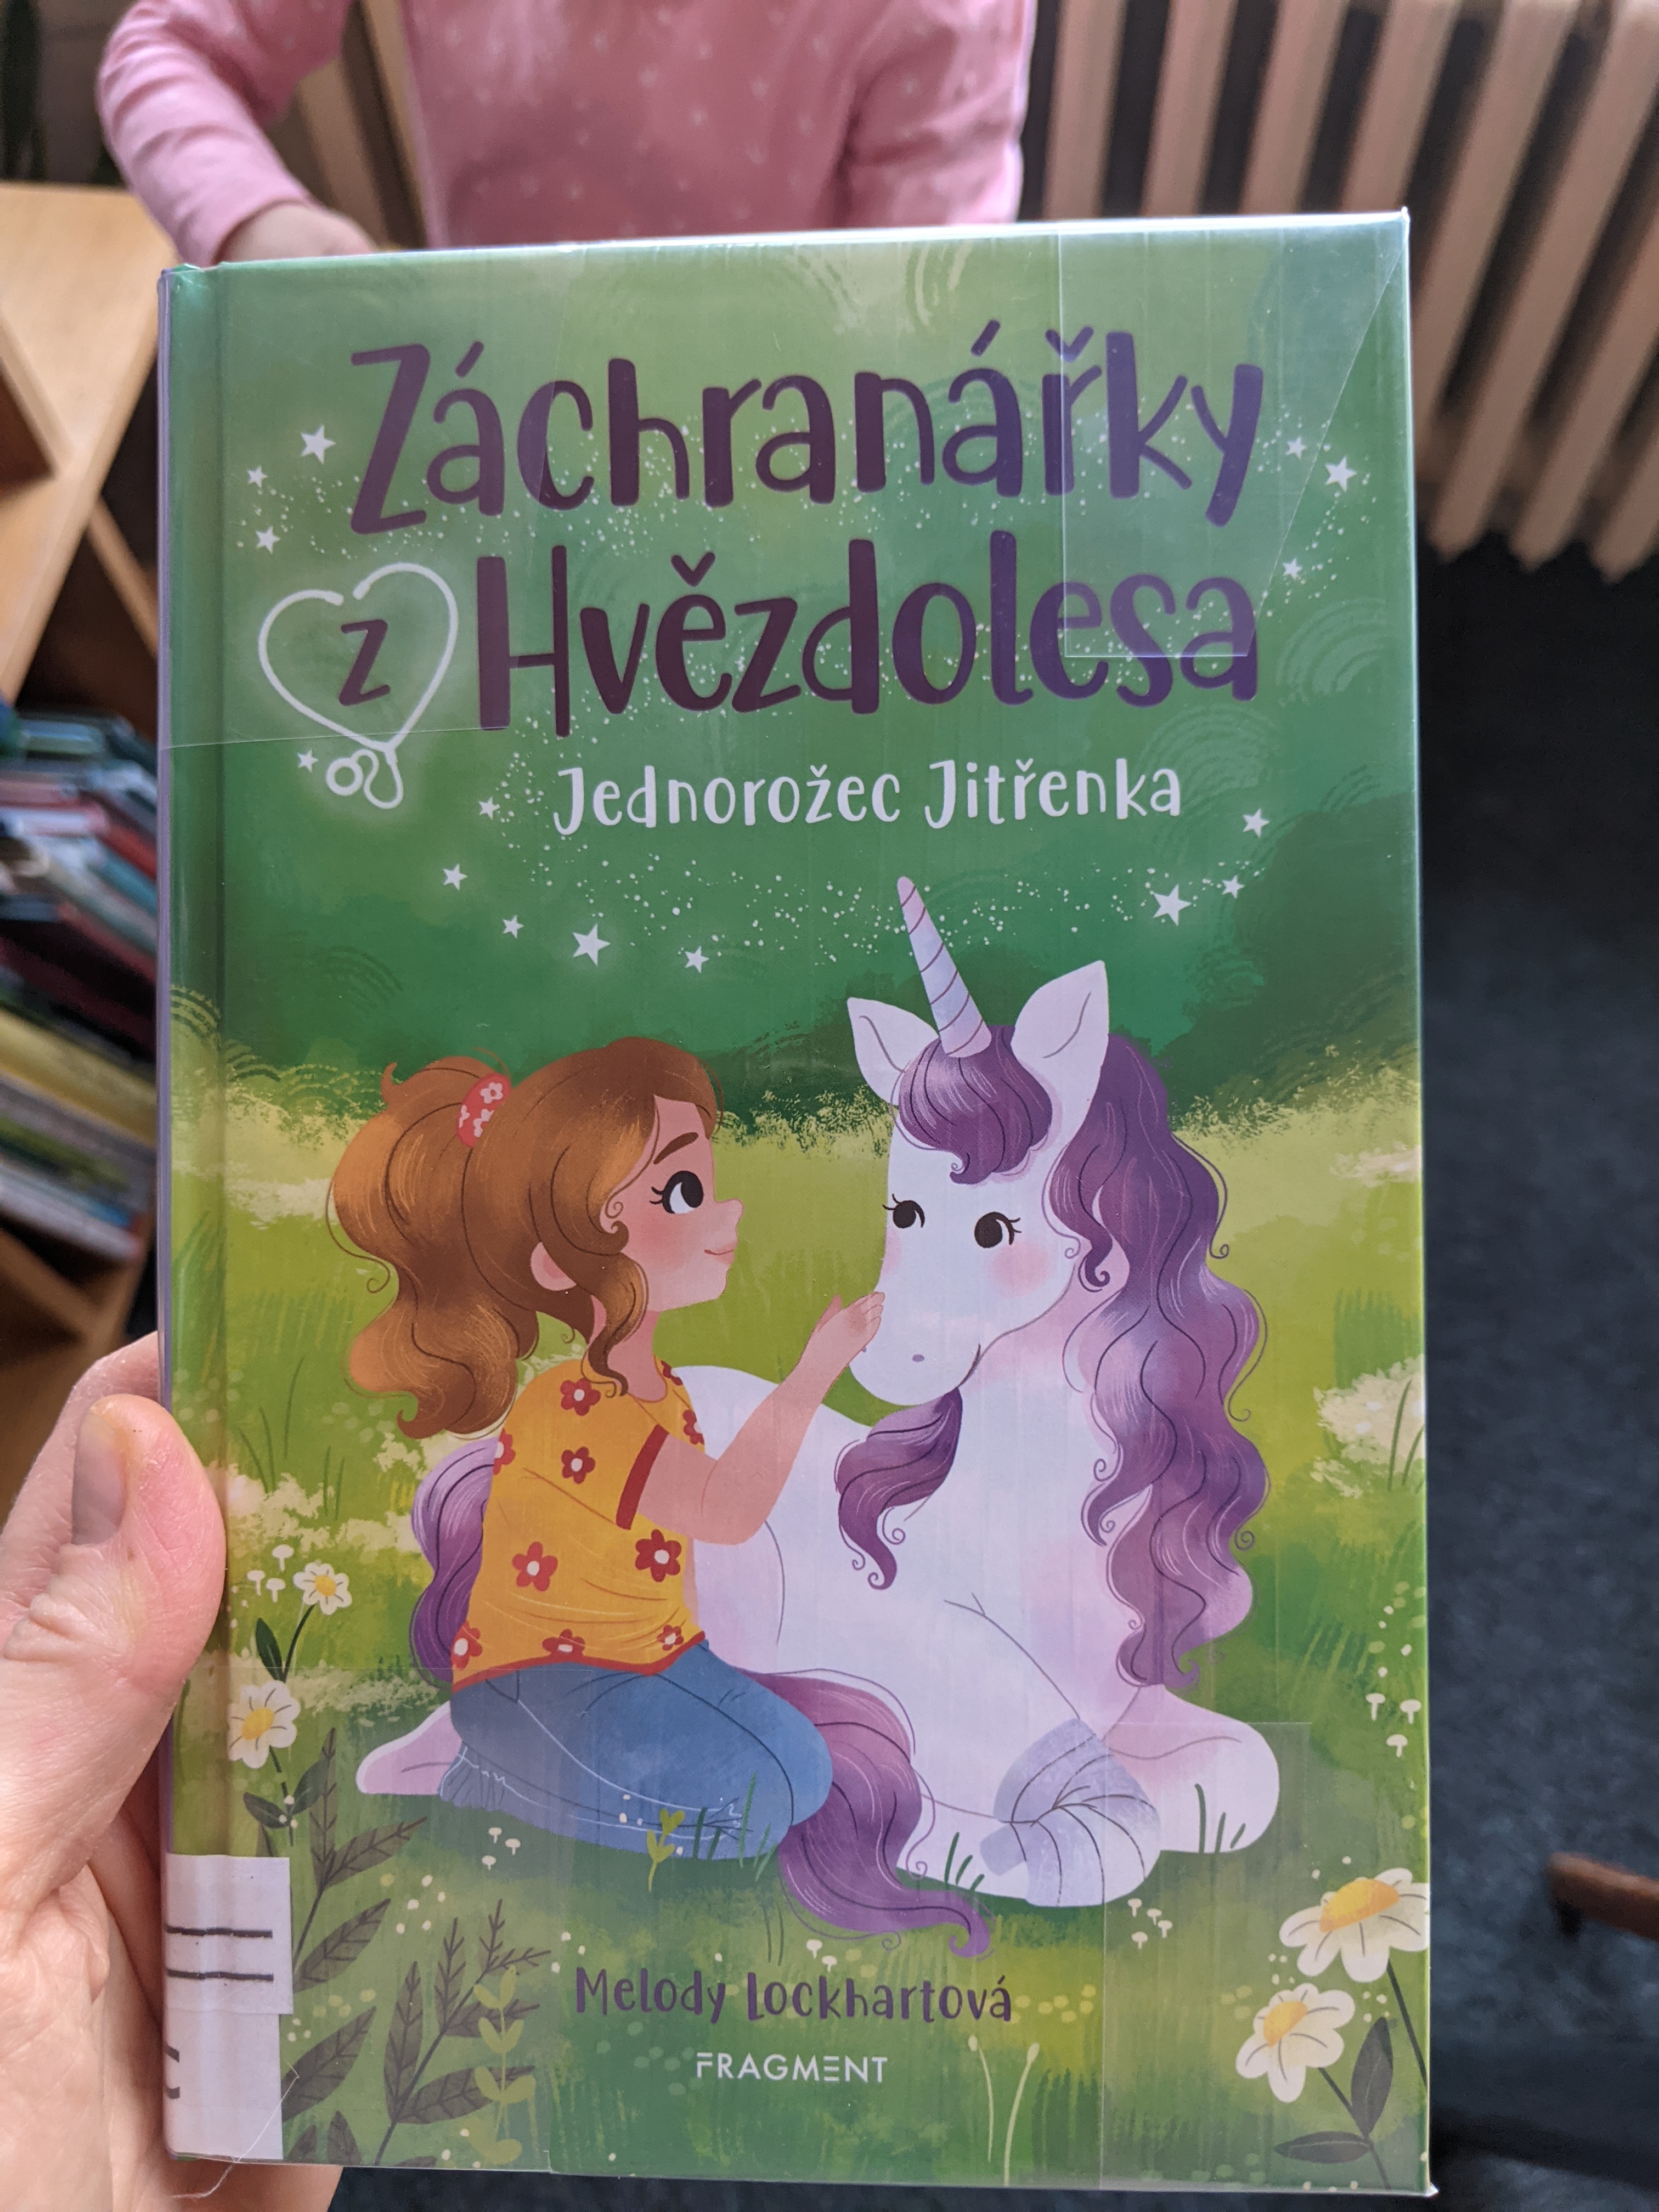 Záchranářky
z Hvězdolesa
Jednorožec Jitřenka
Melody Lockhartová
FRAGMENT